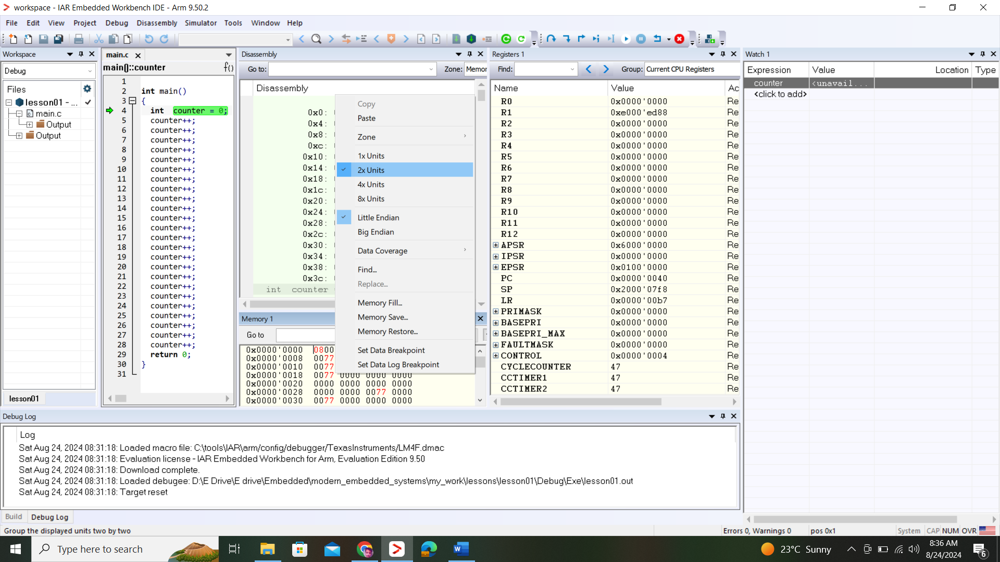 workspace - IAR Embedded Workbench IDE - Arm 9.50.2
File Edit View Project Debug Disassembly Simulator Tools Window Help
Workspace
Debug
Files
lesson01 - ...
main.c
Output
Output
lesson01
main.c
main()::counter
f()
1
2 int main()
3 {
4 int counter = 0;
5 counter++;
6 counter++;
7 counter++;
8 counter++;
9 counter++;
10 counter++;
11 counter++;
12 counter++;
13 counter++;
14 counter++;
15 counter++;
16 counter++;
17 counter++;
18 counter++;
19 counter++;
20 counter++;
21 counter++;
22 counter++;
23 counter++;
24 counter++;
25 counter++;
26 counter++;
27 counter++;
28 counter++;
29 return 0;
30 }
31
Disassembly
Go to: Zone: Memor
Disassembly
0x0:
0x4:
0x8:
0xc:
0x10:
0x14:
0x18:
0x1c:
0x20:
0x24:
0x28:
0x2c:
0x30:
0x34:
0x38:
0x3c:
int counter
Copy
Paste
Zone
1x Units
2x Units
4x Units
8x Units
Little Endian
Big Endian
Data Coverage
Find...
Replace...
Memory Fill...
Memory Save...
Memory Restore...
Set Data Breakpoint
Set Data Log Breakpoint
Memory 1
Go to
0x0000'0000 0800
0x0000'0008 0077
0x0000'0010 0077
0x0000'0018 0077 0000 0000 0000
0x0000'0020 0000 0000 0000 0000
0x0000'0028 0000 0000 0077 0000
0x0000'0030 0077 0000 0000 0000
Registers 1
Find: Group: Current CPU Registers
Name Value Ac
R0 0x0000'0000 Re
R1 0xe000'ed88 Re
R2 0x0000'0000 Re
R3 0x0000'0000 Re
R4 0x0000'0000 Re
R5 0x0000'0000 Re
R6 0x0000'0000 Re
R7 0x0000'0000 Re
R8 0x0000'0000 Re
R9 0x0000'0000 Re
R10 0x0000'0000 Re
R11 0x0000'0000 Re
R12 0x0000'0000 Re
APSR 0x6000'0000 Re
IPSR 0x0000'0000 Re
EPSR 0x0100'0000 Re
PC 0x0000'0040 Re
SP 0x2000'07f8 Re
LR 0x0000'00b7 Re
PRIMASK 0x0000'0000 Re
BASEPRI 0x0000'0000 Re
BASEPRI_MAX 0x0000'0000 Re
FAULTMASK 0x0000'0000 Re
CONTROL 0x0000'0004 Re
CYCLECOUNTER 47 Re
CCTIMER1 47 Re
CCTIMER2 47 Re
Watch 1
Expression Value Location Type
counter <unavail...
<click to add>
Debug Log
Log
Sat Aug 24, 2024 08:31:18: Loaded macro file: C:\tools\IAR\arm/config/debugger/TexasInstruments/LM4F.dmac
Sat Aug 24, 2024 08:31:18: Evaluation license - IAR Embedded Workbench for Arm, Evaluation Edition 9.50
Sat Aug 24, 2024 08:31:18: Download complete.
Sat Aug 24, 2024 08:31:18: Loaded debugee: D:\E Drive\E drive\Embedded\modern_embedded_systems\my_work\lessons\lesson01\Debug\Exe\lesson01.out
Sat Aug 24, 2024 08:31:18: Target reset
Build Debug Log
Group the displayed units two by two Errors 0, Warnings 0 pos 0x1 System CAP NUM OVR
Type here to search 23°C Sunny 8:36 AM
8/24/2024 6